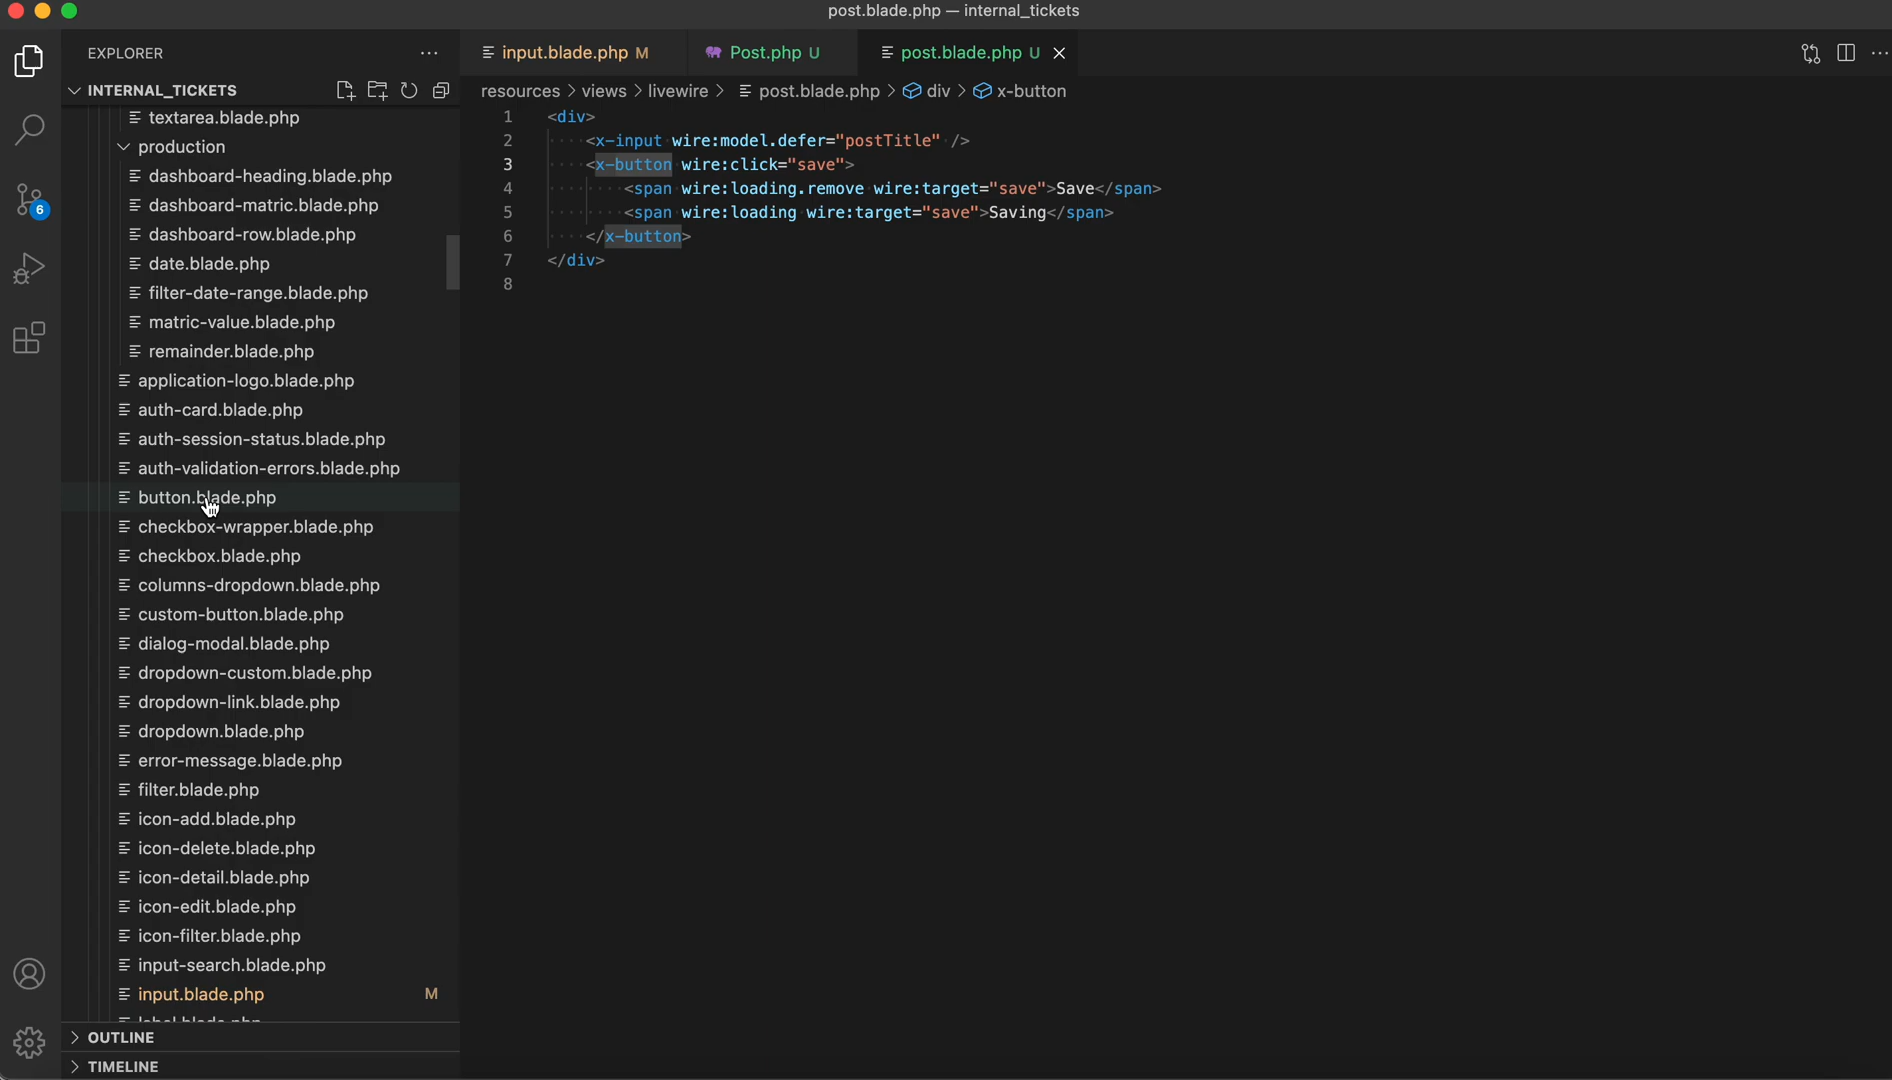 post.blade.php — internal_tickets
EXPLORER
INTERNAL_TICKETS
textarea.blade.php
production
dashboard-heading.blade.php
dashboard-matric.blade.php
dashboard-row.blade.php
date.blade.php
filter-date-range.blade.php
matric-value.blade.php
remainder.blade.php
application-logo.blade.php
auth-card.blade.php
auth-session-status.blade.php
auth-validation-errors.blade.php
button.blade.php
checkbox-wrapper.blade.php
checkbox.blade.php
columns-dropdown.blade.php
custom-button.blade.php
dialog-modal.blade.php
dropdown-custom.blade.php
dropdown-link.blade.php
dropdown.blade.php
error-message.blade.php
filter.blade.php
icon-add.blade.php
icon-delete.blade.php
icon-detail.blade.php
icon-edit.blade.php
icon-filter.blade.php
input-search.blade.php
input.blade.php M
OUTLINE
TIMELINE
6
input.blade.php M Post.php U post.blade.php U
resources > views > livewire > post.blade.php > div > x-button
1 <div>
2 <x-input wire:model.defer="postTitle" />
3 <x-button wire:click="save">
4 <span wire:loading.remove wire:target="save">Save</span>
5 <span wire:loading wire:target="save">Saving</span>
6 </x-button>
7 </div>
8